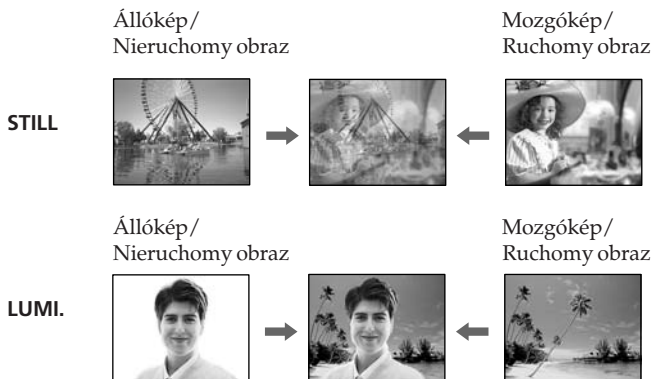 Állókép/
Nieruchomy obraz
Mozgókép/
Ruchomy obraz
STILL
Állókép/
Nieruchomy obraz
Mozgókép/
Ruchomy obraz
LUMI.